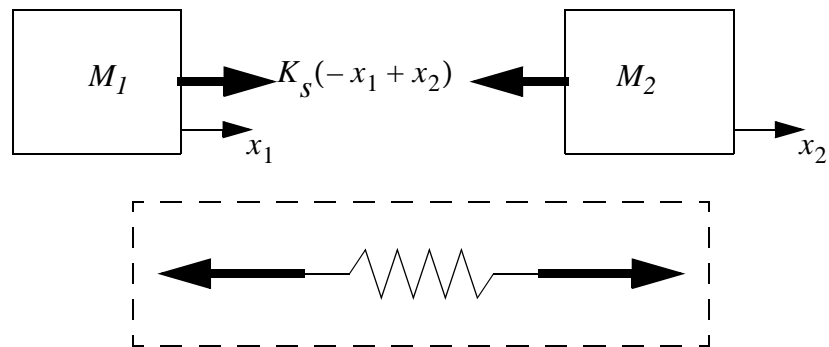 M₁ Kₛ(– x₁ + x₂) M₂
x₁ x₂